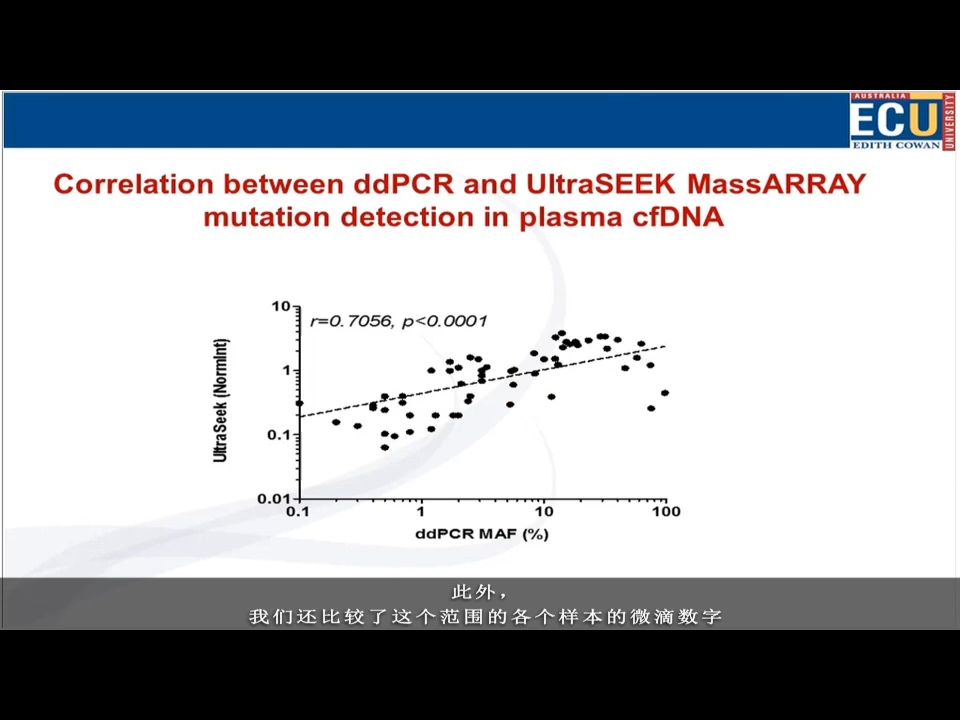 AUSTRALIA
ECU
EDITH COWAN
UNIVERSITY
Correlation between ddPCR and UltraSEEK MassARRAY
mutation detection in plasma cfDNA
r=0.7056, p<0.0001
UltraSeek (NormInt)
10
1
0.1
0.01
0.1
1
10
100
ddPCR MAF (%)
此外，
我们还比较了这个范围的各个样本的微滴数字